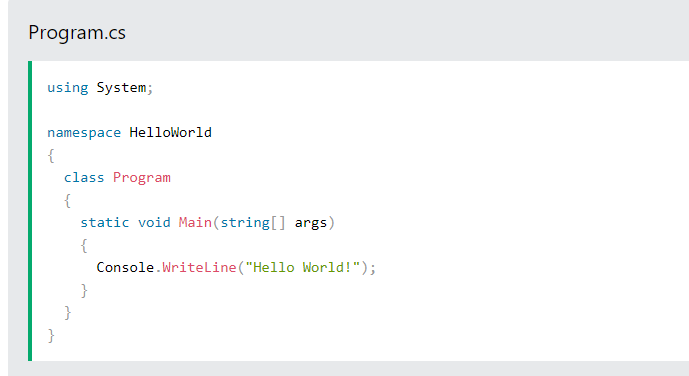 Program.cs
using System;
namespace HelloWorld
{
  class Program
  {
    static void Main(string[] args)
    {
      Console.WriteLine("Hello World!");
    }
  }
}